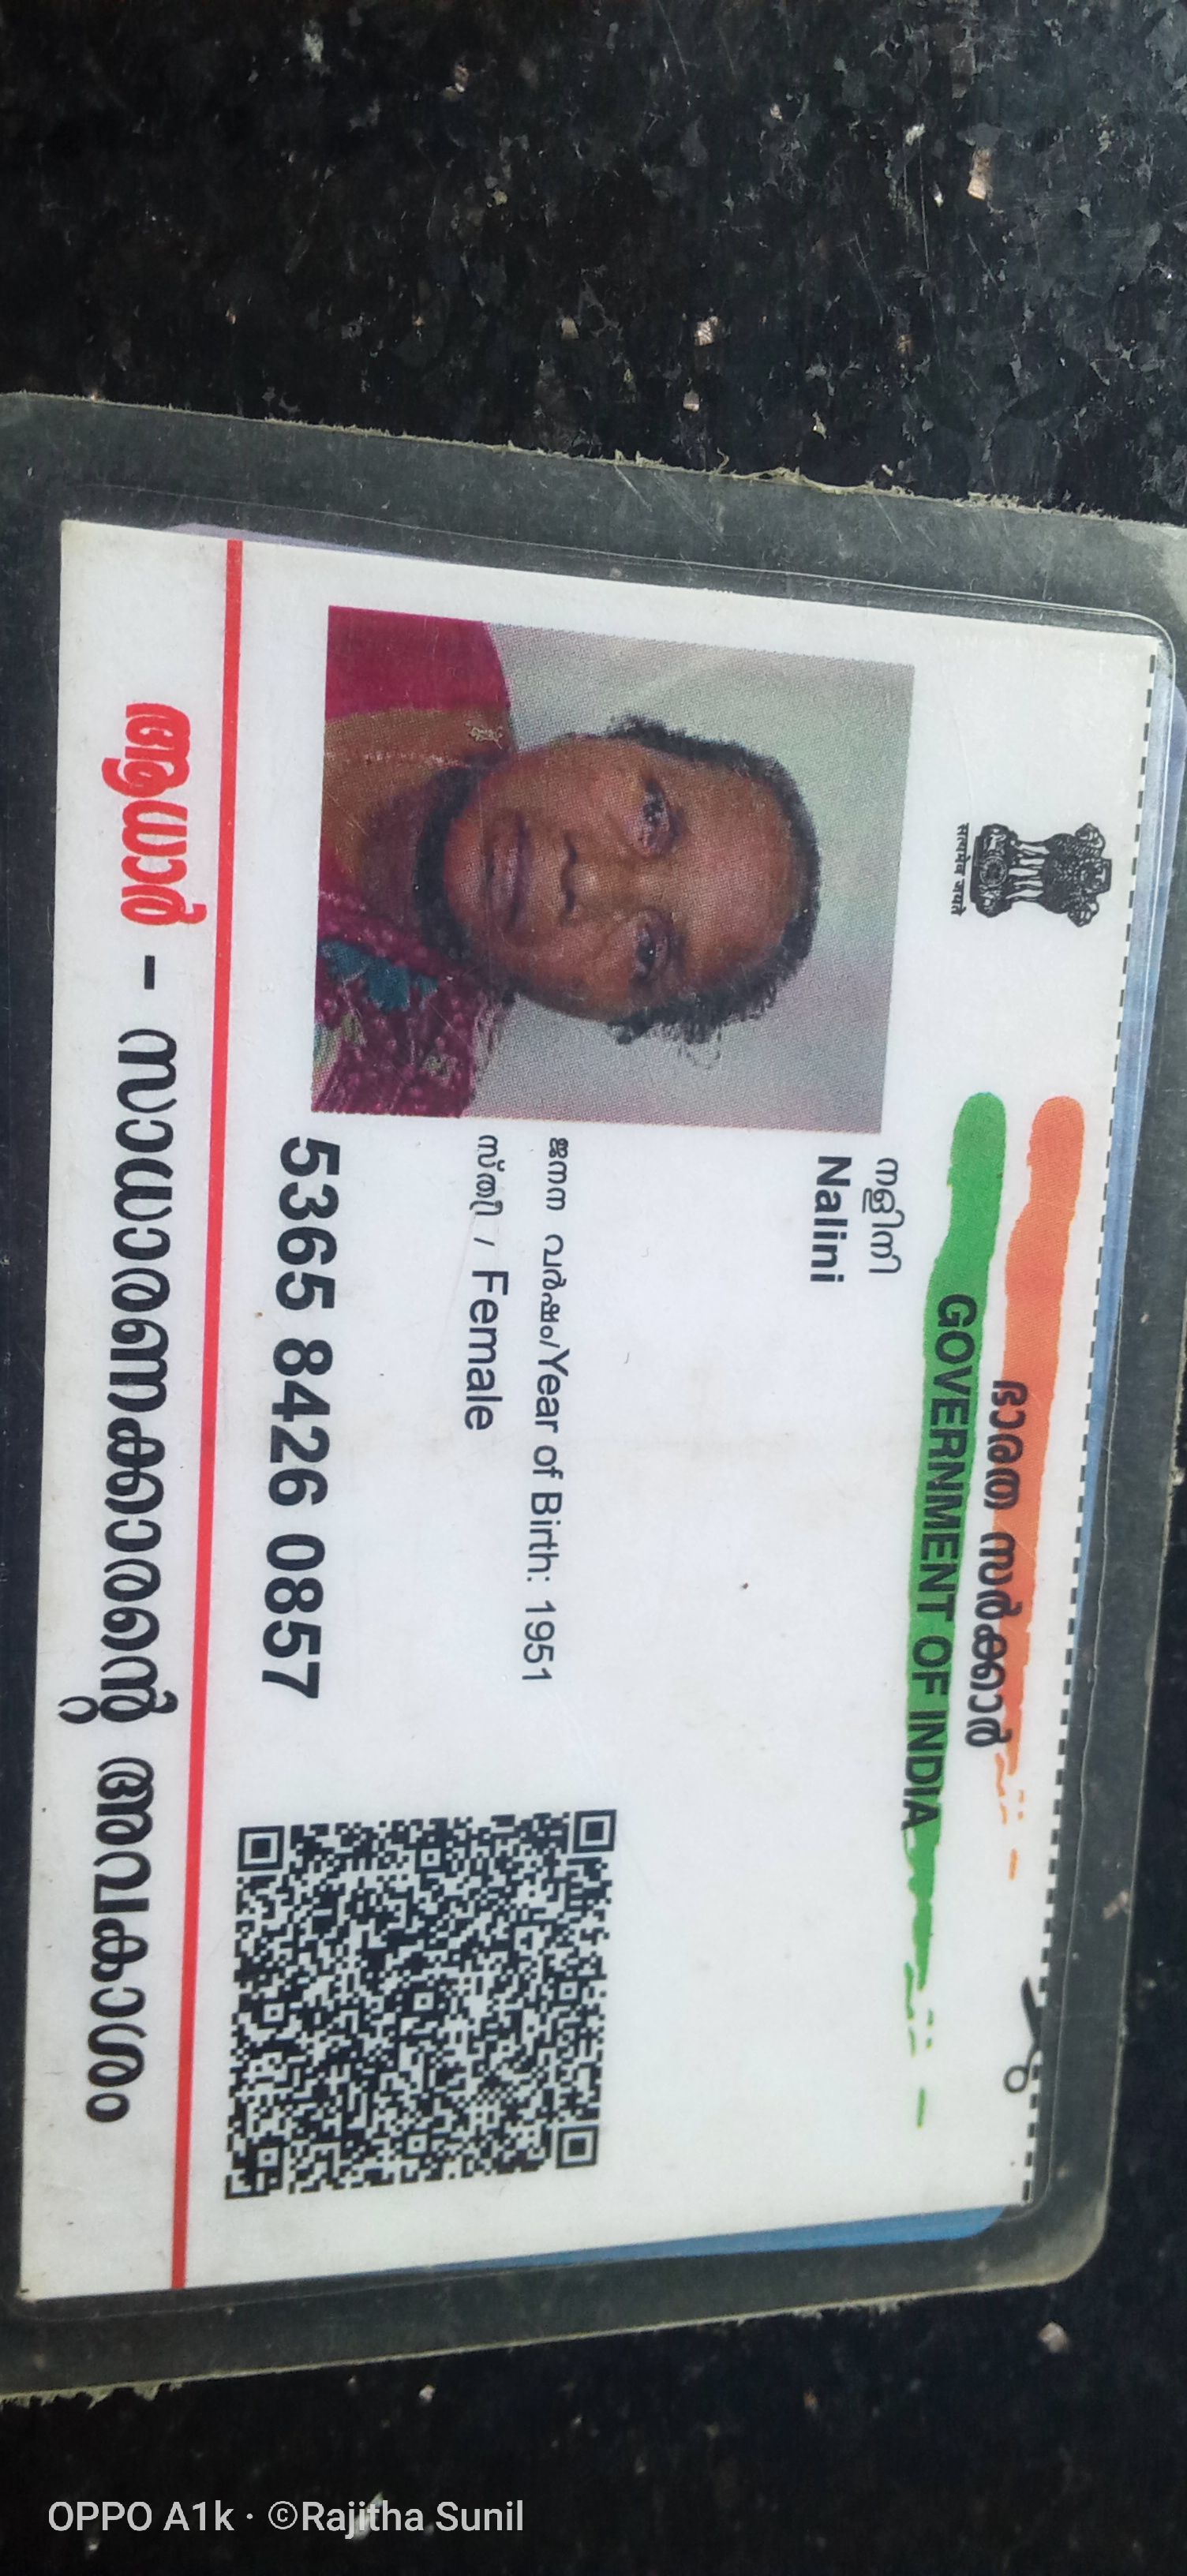 ഭാരത സർക്കാർ
GOVERNMENT OF INDIA
सत्यमेव जयते
നളിനി
Nalini
ജനന വർഷം/Year of Birth: 1951
സ്ത്രീ / Female
5365 8426 0857
ആധാർ - സാധാരണക്കാരന്റെ അവകാശം
OPPO A1k · ©Rajitha Sunil